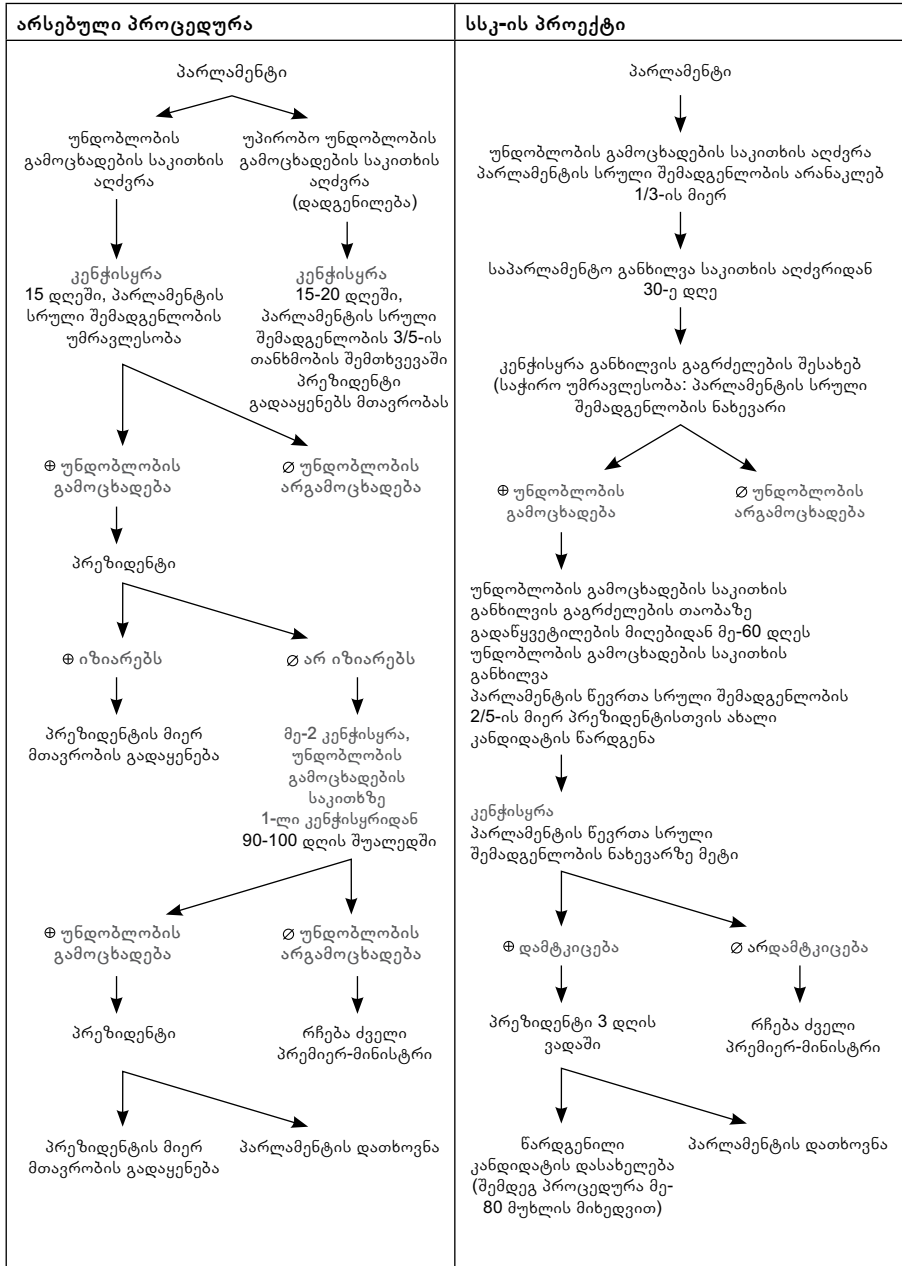 არსებული პროცედურა
პარლამენტი
უნდობლობის
გამოცხადების საკითხის
აღძვრა
უპირობო უნდობლობის
გამოცხადების საკითხის
აღძვრა
(დადგენილება)
კენჭისყრა
15 დღეში, პარლამენტის
სრული შემადგენლობის
უმრავლესობა
კენჭისყრა
15-20 დღეში,
პარლამენტის სრული
შემადგენლობის 3/5-ის
თანხმობის შემთხვევაში
პრეზიდენტი
გადააყენებს მთავრობას
⊕ უნდობლობის
გამოცხადება
∅ უნდობლობის
არგამოცხადება
პრეზიდენტი
⊕ იზიარებს
∅ არ იზიარებს
პრეზიდენტის მიერ
მთავრობის გადაყენება
მე-2 კენჭისყრა,
უნდობლობის
გამოცხადების
საკითხზე
1-ლი კენჭისყრიდან
90-100 დღის შუალედში
⊕ უნდობლობის
გამოცხადება
∅ უნდობლობის
არგამოცხადება
პრეზიდენტი
რჩება ძველი
პრემიერ-მინისტრი
პრეზიდენტის მიერ
მთავრობის გადაყენება
პარლამენტის დათხოვნა
სსკ-ის პროექტი
პარლამენტი
უნდობლობის გამოცხადების საკითხის აღძვრა
პარლამენტის სრული შემადგენლობის არანაკლებ
1/3-ის მიერ
საპარლამენტო განხილვა საკითხის აღძვრიდან
30-ე დღე
კენჭისყრა განხილვის გაგრძელების შესახებ
(საჭირო უმრავლესობა: პარლამენტის სრული
შემადგენლობის ნახევარი
⊕ უნდობლობის
გამოცხადება
∅ უნდობლობის
არგამოცხადება
უნდობლობის გამოცხადების საკითხის
განხილვის გაგრძელების თაობაზე
გადაწყვეტილების მიღებიდან მე-60 დღეს
უნდობლობის გამოცხადების საკითხის
განხილვა
პარლამენტის წევრთა სრული შემადგენლობის
2/5-ის მიერ პრეზიდენტისთვის ახალი
კანდიდატის წარდგენა
კენჭისყრა
პარლამენტის წევრთა სრული
შემადგენლობის ნახევარზე მეტი
⊕ დამტკიცება
∅ არდამტკიცება
პრეზიდენტი 3 დღის
ვადაში
რჩება ძველი
პრემიერ-მინისტრი
წარდგენილი
კანდიდატის დასახელება
(შემდეგ პროცედურა მე-
80 მუხლის მიხედვით)
პარლამენტის დათხოვნა